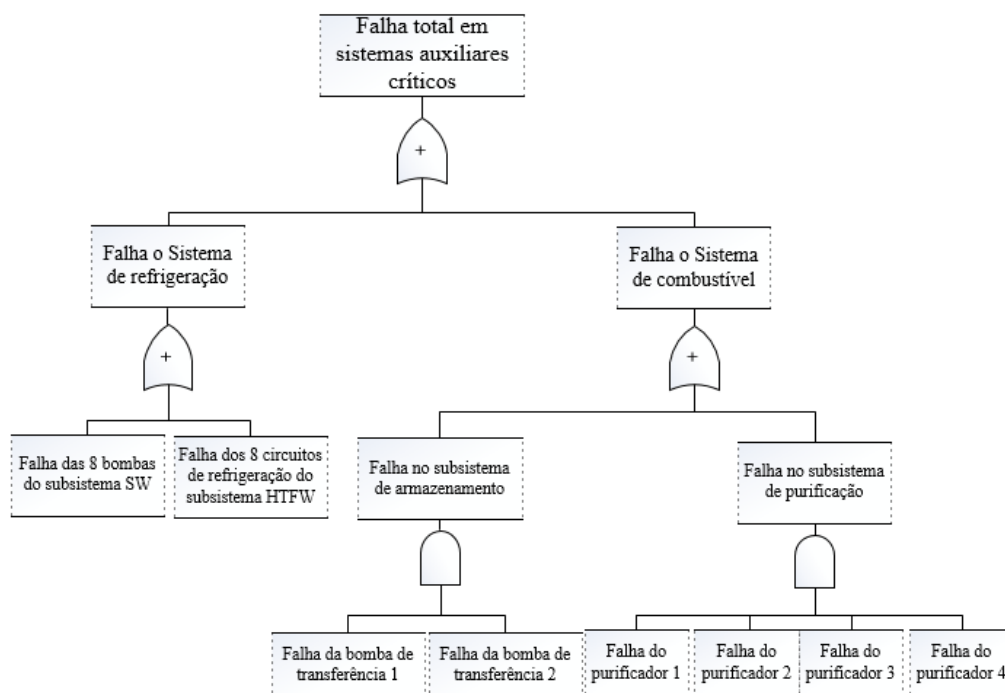 Falha total em
sistemas auxiliares
críticos
+
Falha o Sistema
de refrigeração
Falha o Sistema
de combustível
+
+
Falha das 8 bombas
do subsistema SW
Falha dos 8 circuitos
de refrigeração do
subsistema HTFW
Falha no subsistema
de armazenamento
Falha no subsistema
de purificação
Falha da bomba de
transferência 1
Falha da bomba de
transferência 2
Falha do
purificador 1
Falha do
purificador 2
Falha do
purificador 3
Falha do
purificador 4